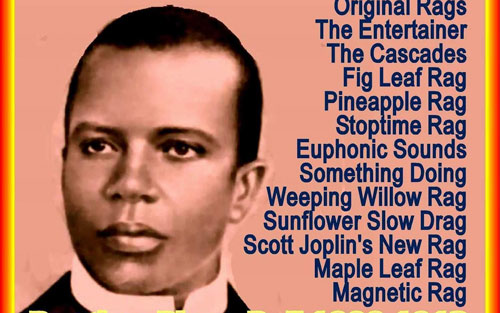 Original Rags
The Entertainer
The Cascades
Fig Leaf Rag
Pineapple Rag
Stoptime Rag
Euphonic Sounds
Something Doing
Weeping Willow Rag
Sunflower Slow Drag
Scott Joplin's New Rag
Maple Leaf Rag
Magnetic Rag